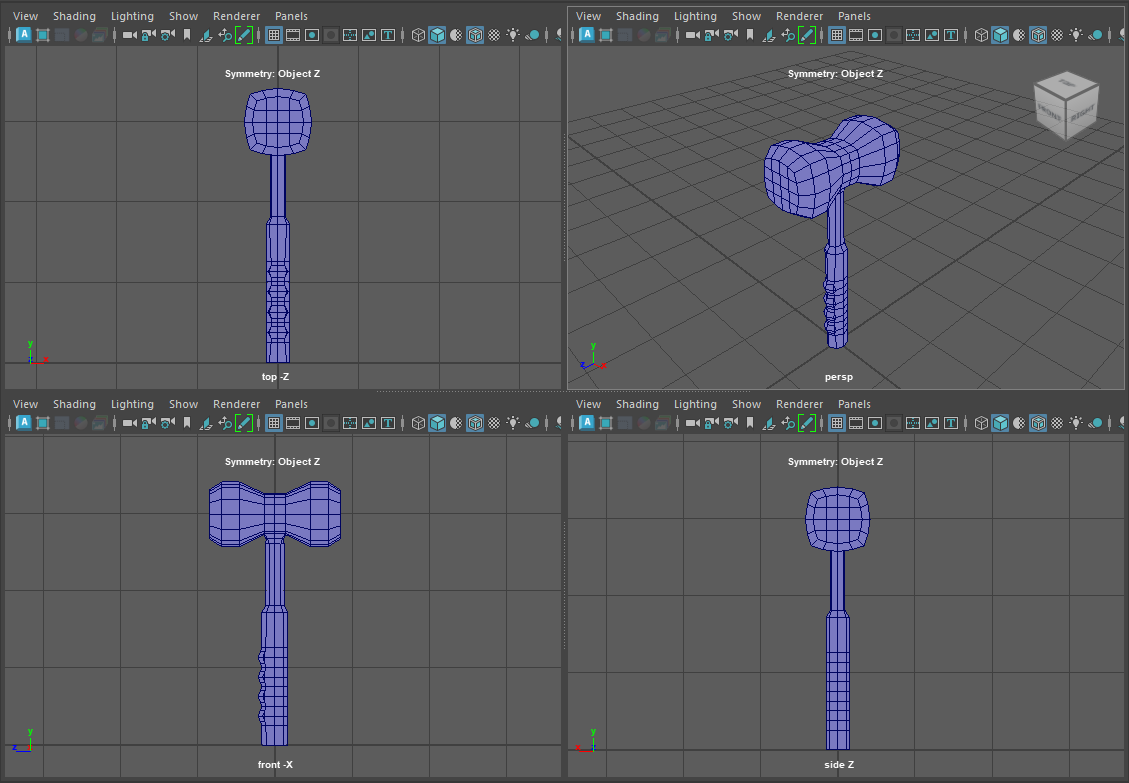 View Shading Lighting Show Renderer Panels
Symmetry: Object Z
y
x
top -Z
View Shading Lighting Show Renderer Panels
Symmetry: Object Z
TOP
FRONT
RIGHT
y
z
x
persp
View Shading Lighting Show Renderer Panels
Symmetry: Object Z
y
z
front -X
View Shading Lighting Show Renderer Panels
Symmetry: Object Z
y
x
z
side Z